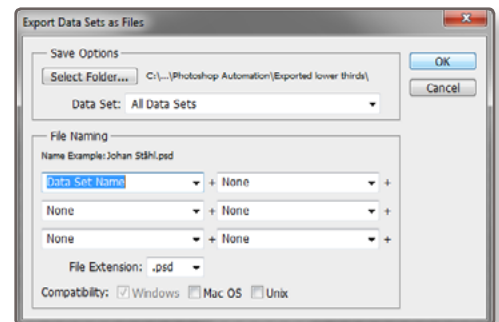 Export Data Sets as Files
Save Options
OK
Select Folder... C:\...\Photoshop Automation\Exported lower thirds\
Cancel
Data Set: All Data Sets
File Naming
Name Example: Johan Ståhl.psd
Data Set Name + None +
None + None +
None + None +
File Extension: .psd
Compatibility: Windows Mac OS Unix